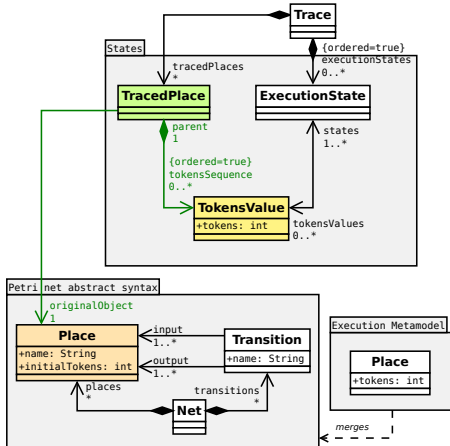 Trace
States
{ordered=true}
executionStates
0..*
tracedPlaces
*
TracedPlace
ExecutionState
parent
1
states
1..*
{ordered=true}
tokensSequence
0..*
TokensValue
+tokens: int
tokensValues
0..*
Petri net abstract syntax
originalObject
1
Place
+name: String
+initialTokens: int
input
1..*
output
1..*
Transition
+name: String
places
*
transitions
*
Net
Execution Metamodel
Place
+tokens: int
merges